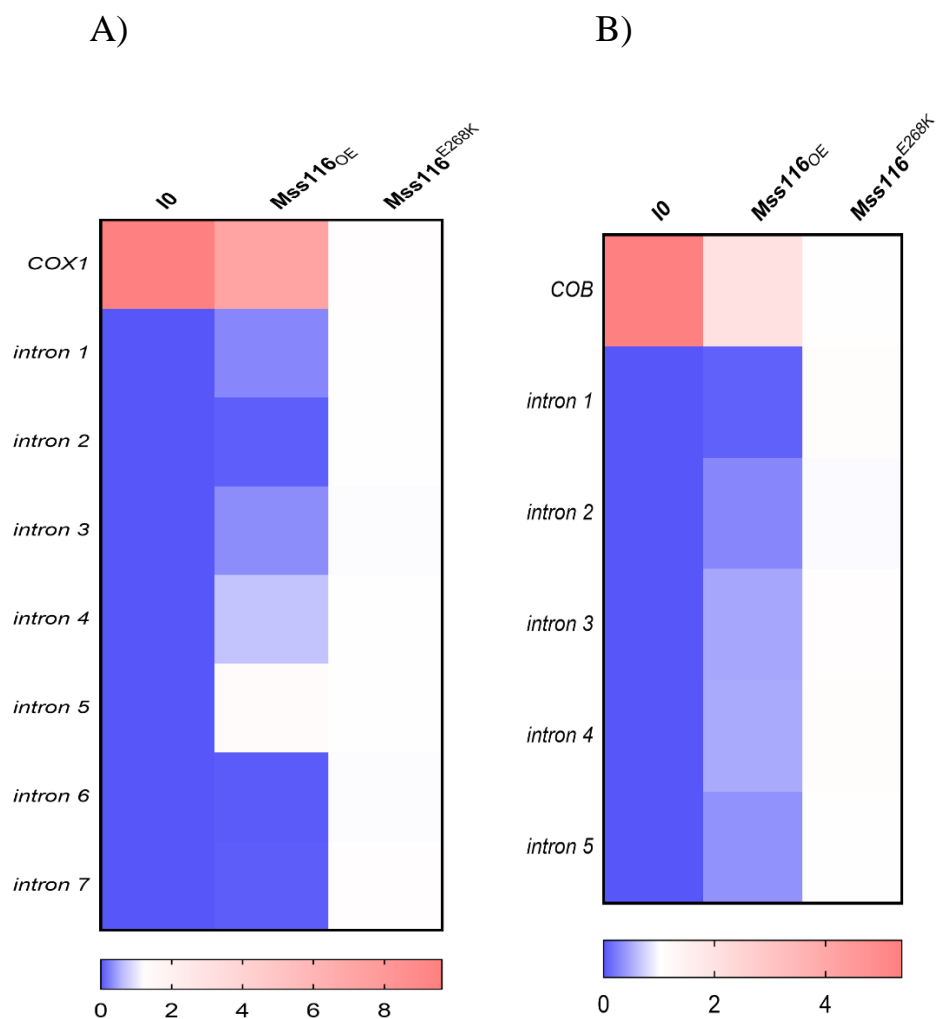 A)
B)
I0
Mss116OE
Mss116E268K
COX1
intron 1
intron 2
intron 3
intron 4
intron 5
intron 6
intron 7
0 2 4 6 8
I0
Mss116OE
Mss116E268K
COB
intron 1
intron 2
intron 3
intron 4
intron 5
0 2 4